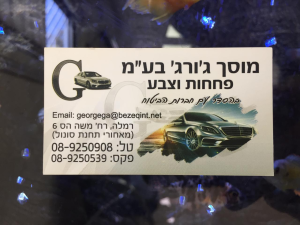 G
מוסך ג'ורג' בע"מ
פחחות וצבע
בהסדר עם חברות הביטוח
Email: georgega@bezeqint.net
רמלה, רח' משה הס 6
(מאחורי תחנת סונול)
טל: 08-9250908
פקס: 08-9250539